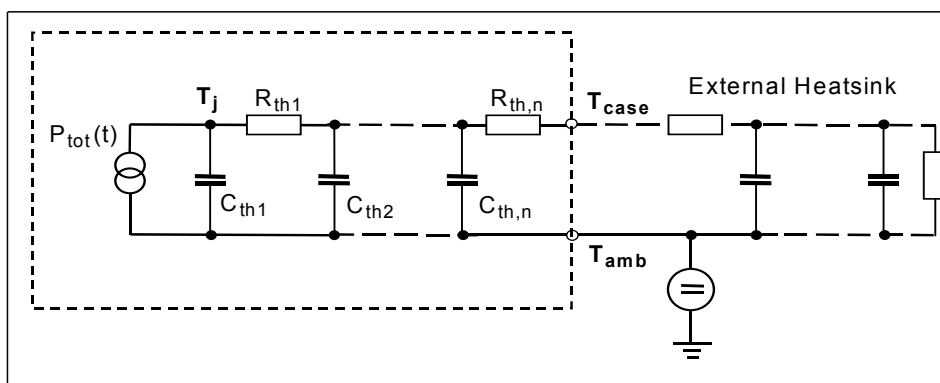 External Heatsink
T_j
R_th1
R_th,n
T_case
P_tot(t)
C_th1
C_th2
C_th,n
T_amb